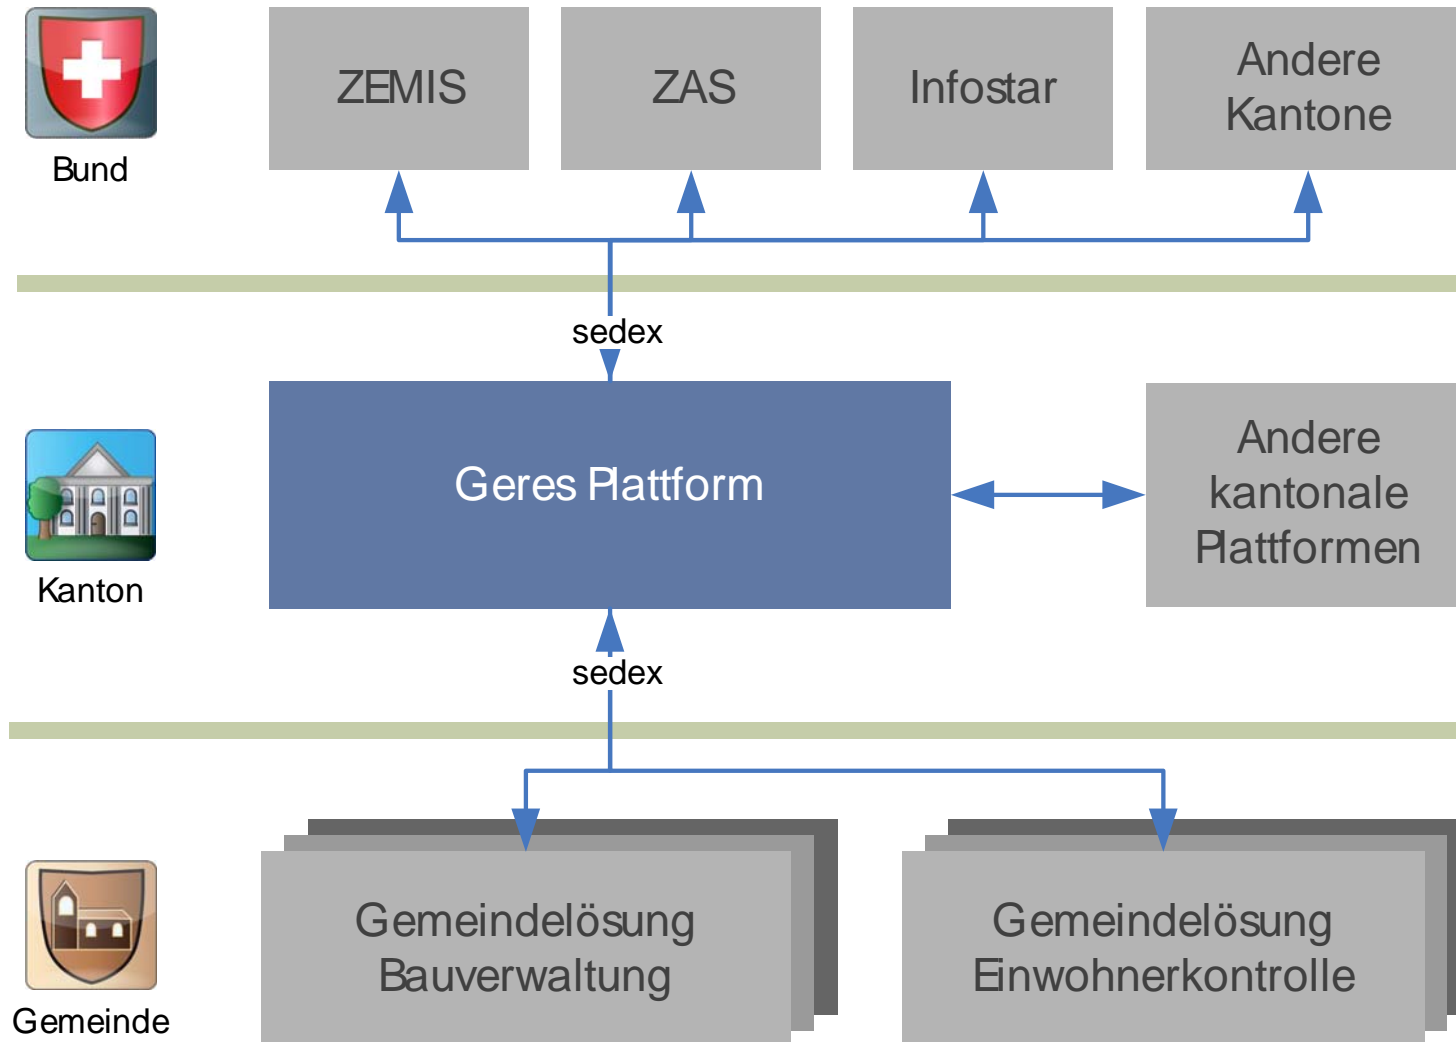 Bund
ZEMIS
ZAS
Infostar
Andere
Kantone
sedex
Kanton
Geres Plattform
Andere
kantonale
Plattformen
sedex
Gemeinde
Gemeindelösung
Bauverwaltung
Gemeindelösung
Einwohnerkontrolle